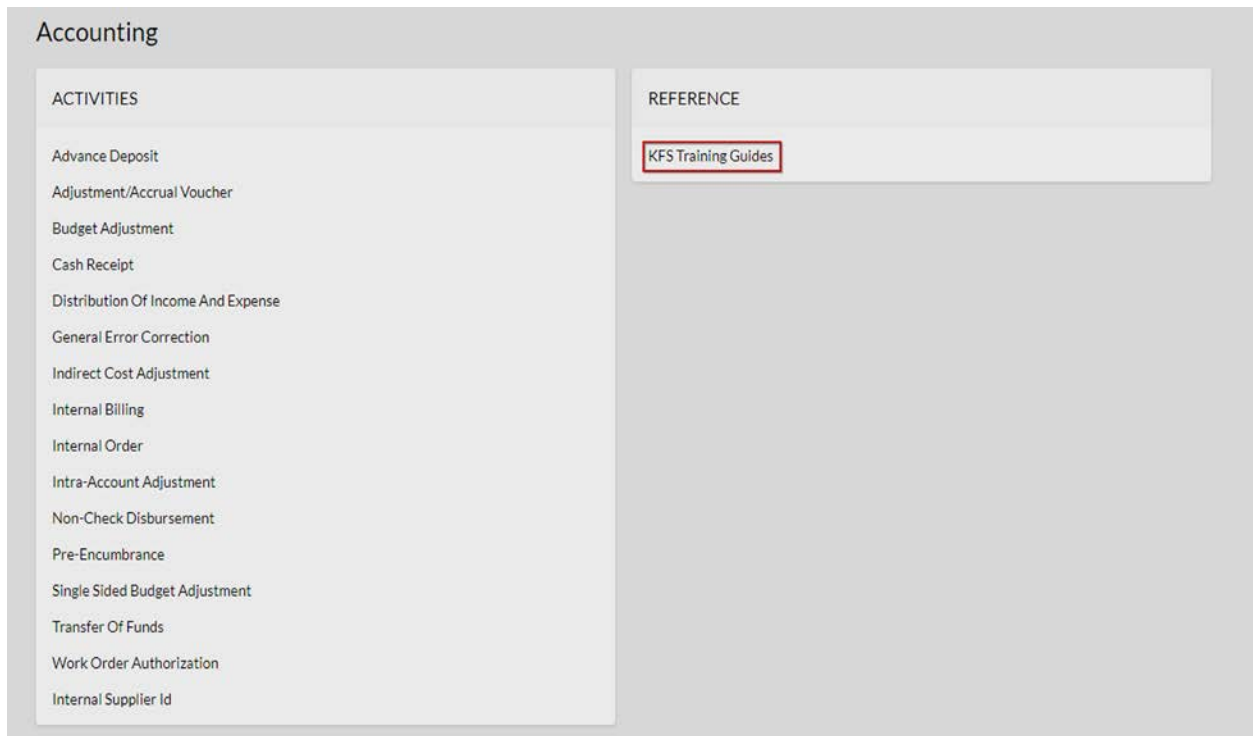 Accounting
ACTIVITIES
Advance Deposit
Adjustment/Accrual Voucher
Budget Adjustment
Cash Receipt
Distribution Of Income And Expense
General Error Correction
Indirect Cost Adjustment
Internal Billing
Internal Order
Intra-Account Adjustment
Non-Check Disbursement
Pre-Encumbrance
Single Sided Budget Adjustment
Transfer Of Funds
Work Order Authorization
Internal Supplier Id
REFERENCE
KFS Training Guides